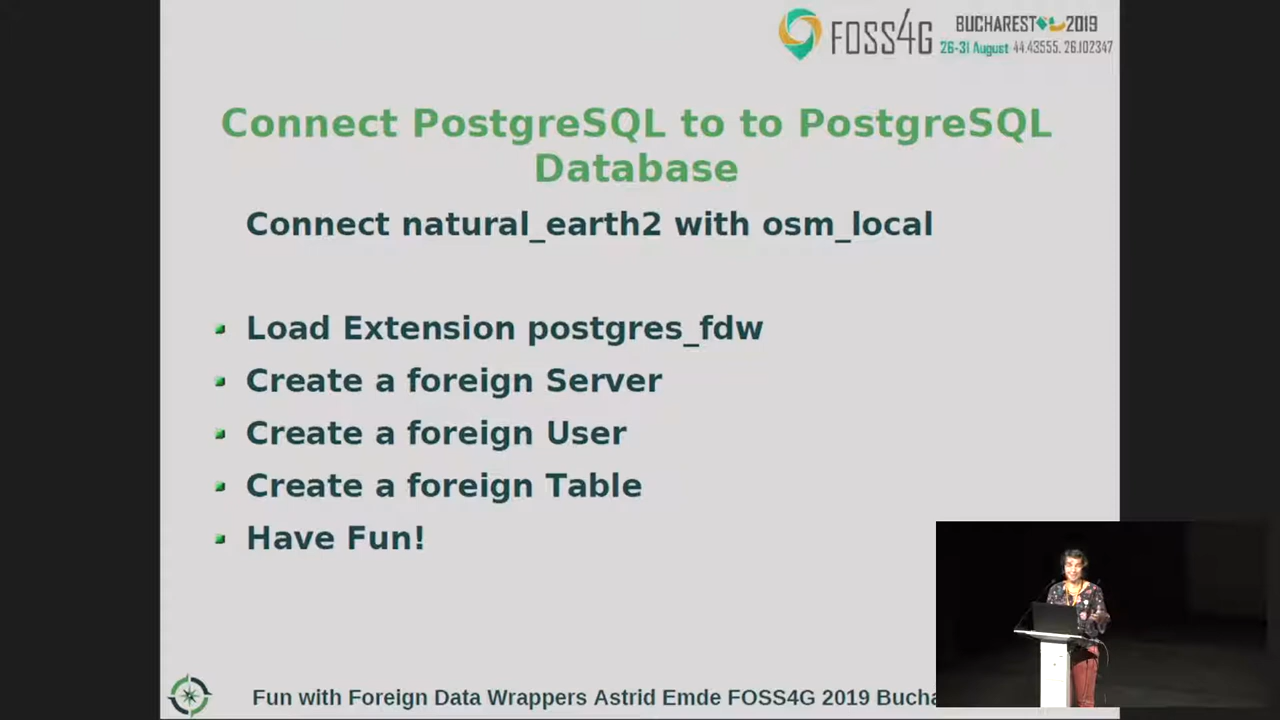 FOSS4G
BUCHAREST 2019
26-31 August 44.43555, 26.102347
Connect PostgreSQL to to PostgreSQL
Database
Connect natural_earth2 with osm_local
Load Extension postgres_fdw
Create a foreign Server
Create a foreign User
Create a foreign Table
Have Fun!
Fun with Foreign Data Wrappers Astrid Emde FOSS4G 2019 Bucha